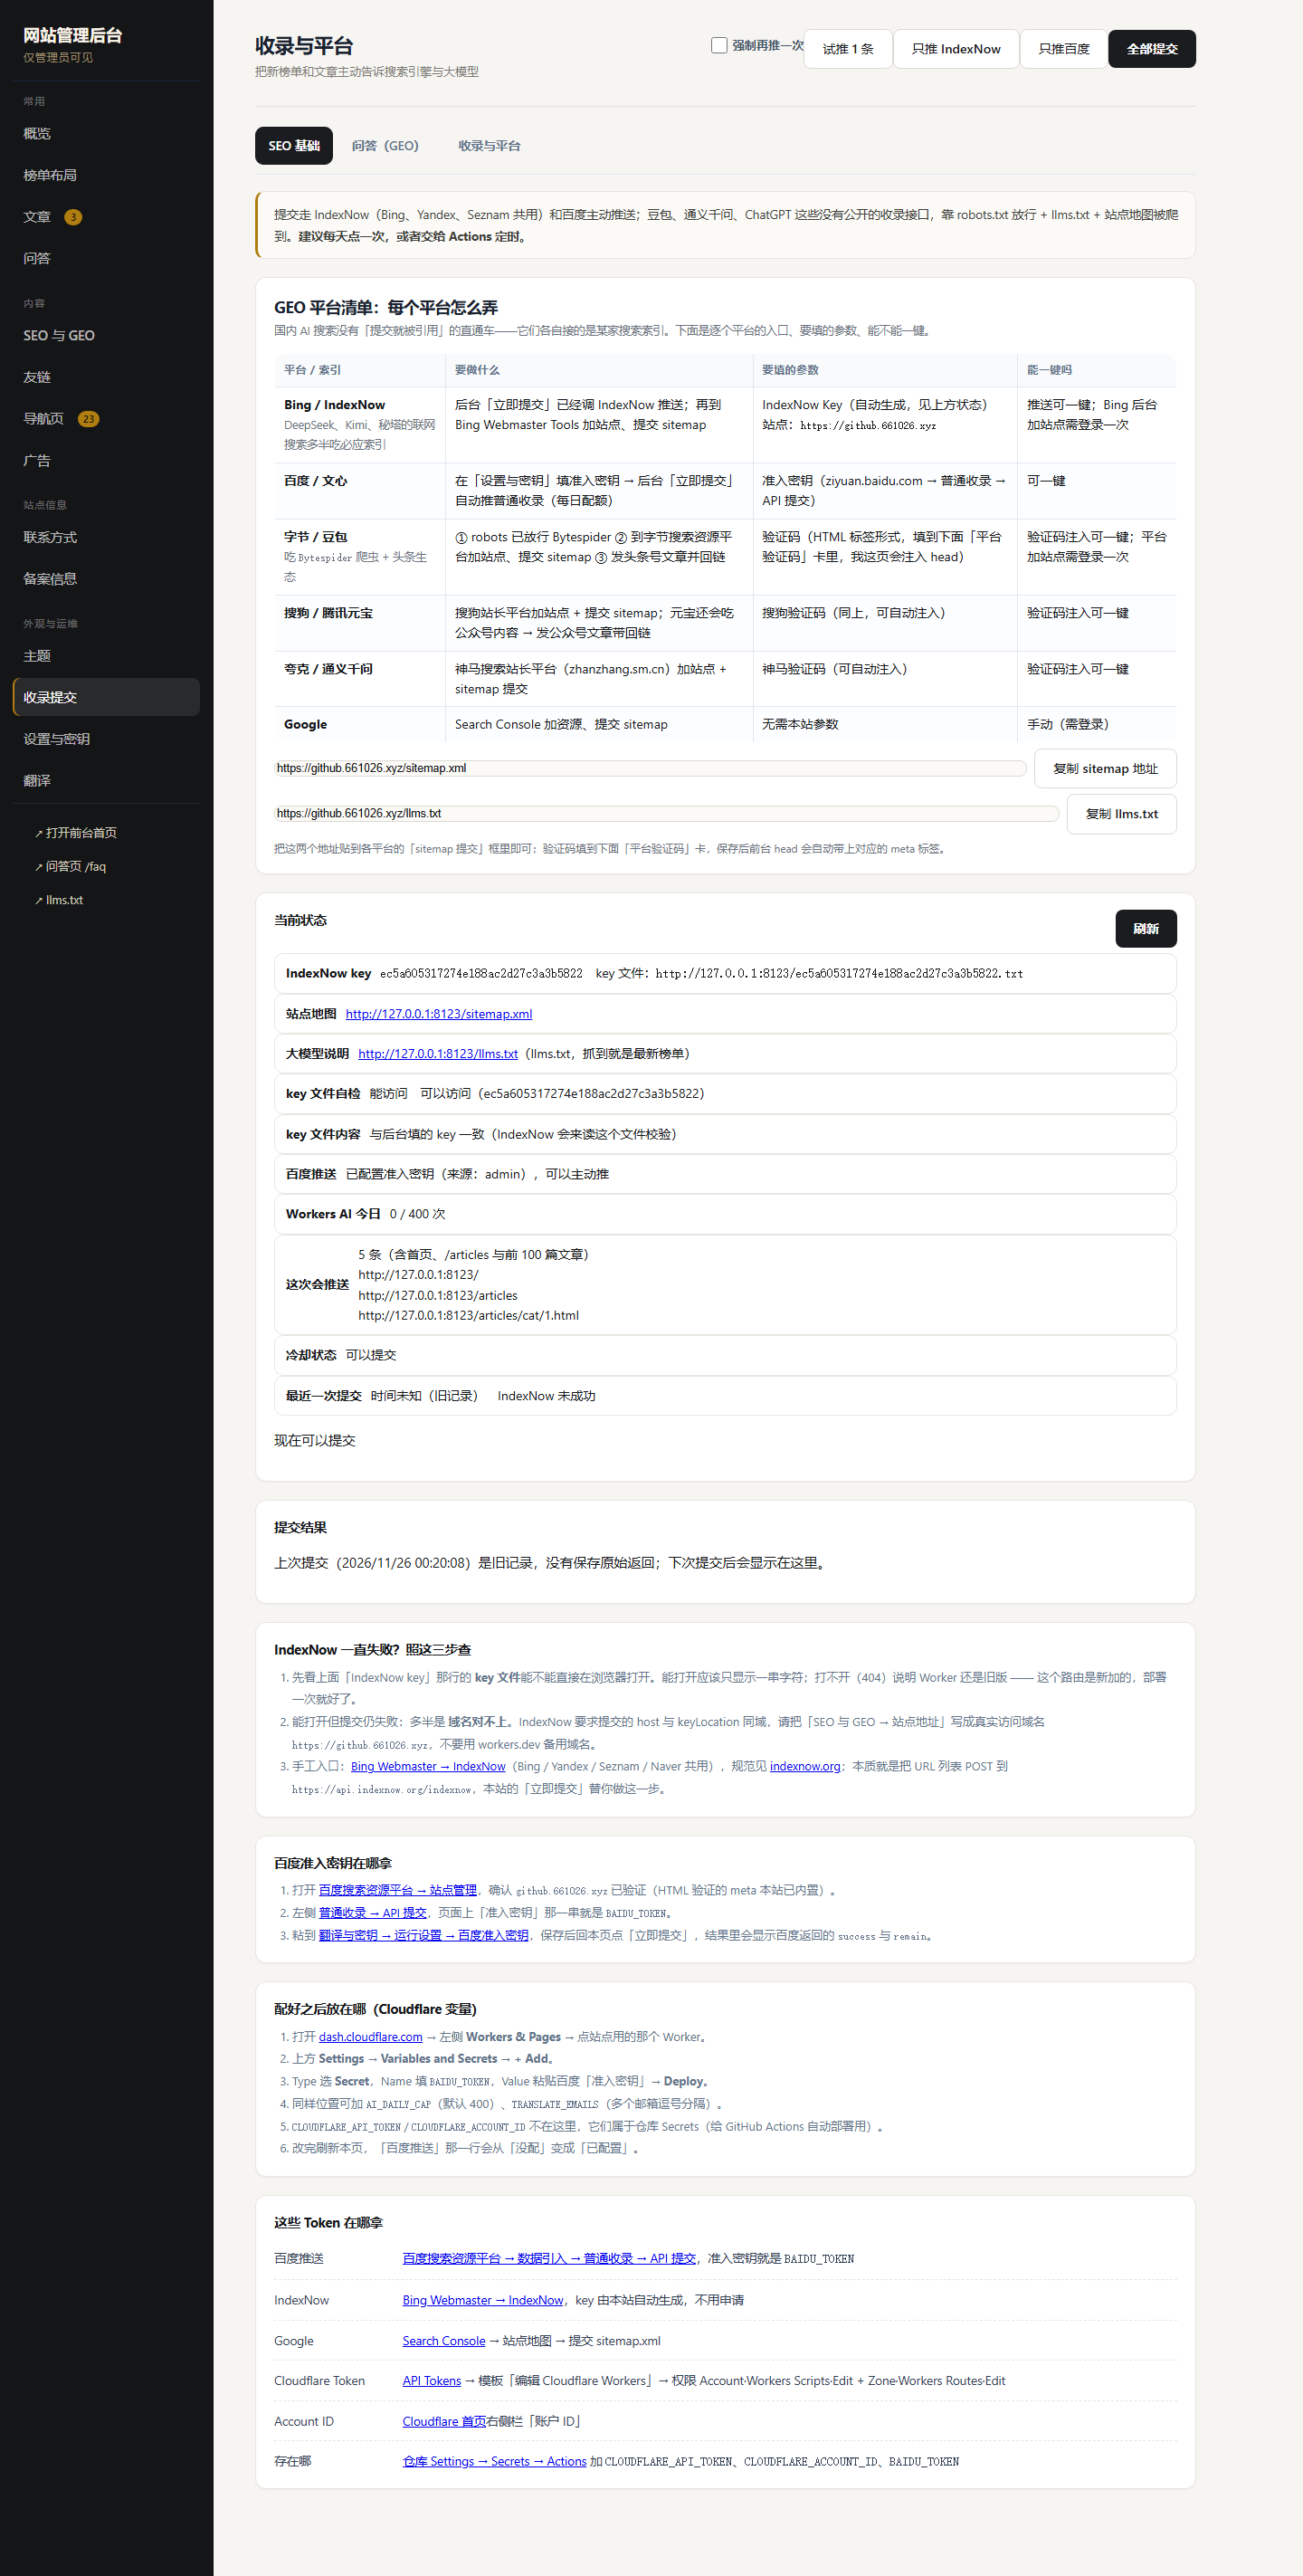 网站管理后台
仅管理员可见
常用
概览
榜单布局
文章 3
问答
内容
SEO 与 GEO
友链
导航页 23
广告
站点信息
联系方式
备案信息
外观与运维
主题
收录提交
设置与密钥
翻译
↗ 打开前台首页
↗ 问答页 /faq
↗ llms.txt
收录与平台
把新榜单和文章主动告诉搜索引擎与大模型
强制再推一次
试推 1 条
只推 IndexNow
只推百度
全部提交
SEO 基础
问答（GEO）
收录与平台
提交走 IndexNow（Bing、Yandex、Seznam 共用）和百度主动推送；豆包、通义千问、ChatGPT 这些没有公开的收录接口，靠 robots.txt 放行 + llms.txt + 站点地图被爬
到。建议每天点一次，或者交给 Actions 定时。
GEO 平台清单：每个平台怎么弄
国内 AI 搜索没有「提交就被引用」的直通车——它们各自接的是某家搜索索引。下面是逐个平台的入口、要填的参数、能不能一键。
平台 / 索引
要做什么
要填的参数
能一键吗
Bing / IndexNow
DeepSeek、Kimi、秘塔的联网
搜索多半吃必应索引
后台「立即提交」已经调 IndexNow 推送；再到
Bing Webmaster Tools 加站点、提交 sitemap
IndexNow Key（自动生成，见上方状态）
站点：https://github.661026.xyz
推送可一键；Bing 后台
加站点需登录一次
百度 / 文心
在「设置与密钥」填准入密钥 → 后台「立即提交」
自动推普通收录（每日配额）
准入密钥（ziyuan.baidu.com → 普通收录 →
API 提交）
可一键
字节 / 豆包
吃 Bytespider 爬虫 + 头条生
态
① robots 已放行 Bytespider ② 到字节搜索资源平
台加站点、提交 sitemap ③ 发头条号文章并回链
验证码（HTML 标签形式，填到下面「平台
验证码」卡里，我这页会注入 head）
验证码注入可一键；平台
加站点需登录一次
搜狗 / 腾讯元宝
搜狗站长平台加站点 + 提交 sitemap；元宝还会吃
公众号内容 → 发公众号文章带回链
搜狗验证码（同上，可自动注入）
验证码注入可一键
夸克 / 通义千问
神马搜索站长平台（zhanzhang.sm.cn）加站点 +
sitemap 提交
神马验证码（可自动注入）
验证码注入可一键
Google
Search Console 加资源、提交 sitemap
无需本站参数
手动（需登录）
https://github.661026.xyz/sitemap.xml
复制 sitemap 地址
https://github.661026.xyz/llms.txt
复制 llms.txt
把这两个地址贴到各平台的「sitemap 提交」框里即可；验证码填到下面「平台验证码」卡，保存后前台 head 会自动带上对应的 meta 标签。
当前状态
刷新
IndexNow key ec5a605317274e188ac2d27c3a3b5822 key 文件：http://127.0.0.1:8123/ec5a605317274e188ac2d27c3a3b5822.txt
站点地图 http://127.0.0.1:8123/sitemap.xml
大模型说明 http://127.0.0.1:8123/llms.txt（llms.txt，抓到就是最新榜单）
key 文件自检 能访问 可以访问（ec5a605317274e188ac2d27c3a3b5822）
key 文件内容 与后台填的 key 一致（IndexNow 会来读这个文件校验）
百度推送 已配置准入密钥（来源：admin），可以主动推
Workers AI 今日 0 / 400 次
这次会推送
5 条（含首页、/articles 与前 100 篇文章）
http://127.0.0.1:8123/
http://127.0.0.1:8123/articles
http://127.0.0.1:8123/articles/cat/1.html
冷却状态 可以提交
最近一次提交 时间未知（旧记录） IndexNow 未成功
现在可以提交
提交结果
上次提交（2026/11/26 00:20:08）是旧记录，没有保存原始返回；下次提交后会显示在这里。
IndexNow 一直失败？照这三步查
1. 先看上面「IndexNow key」那行的 key 文件能不能直接在浏览器打开。能打开应该只显示一串字符；打不开（404）说明 Worker 还是旧版 —— 这个路由是新加的，部署
一次就好了。
2. 能打开但提交仍失败：多半是 域名对不上。IndexNow 要求提交的 host 与 keyLocation 同域，请把「SEO 与 GEO → 站点地址」写成真实访问域名
https://github.661026.xyz，不要用 workers.dev 备用域名。
3. 手工入口：Bing Webmaster → IndexNow（Bing / Yandex / Seznam / Naver 共用），规范见 indexnow.org；本质就是把 URL 列表 POST 到
https://api.indexnow.org/indexnow，本站的「立即提交」替你做这一步。
百度准入密钥在哪拿
1. 打开 百度搜索资源平台 → 站点管理，确认 github.661026.xyz 已验证（HTML 验证的 meta 本站已内置）。
2. 左侧 普通收录 → API 提交，页面上「准入密钥」那一串就是 BAIDU_TOKEN。
3. 粘到 翻译与密钥 → 运行设置 → 百度准入密钥，保存后回本页点「立即提交」，结果里会显示百度返回的 success 与 remain。
配好之后放在哪（Cloudflare 变量）
1. 打开 dash.cloudflare.com → 左侧 Workers & Pages → 点站点用的那个 Worker。
2. 上方 Settings → Variables and Secrets → + Add。
3. Type 选 Secret，Name 填 BAIDU_TOKEN，Value 粘贴百度「准入密钥」→ Deploy。
4. 同样位置可加 AI_DAILY_CAP（默认 400）、TRANSLATE_EMAILS（多个邮箱逗号分隔）。
5. CLOUDFLARE_API_TOKEN / CLOUDFLARE_ACCOUNT_ID 不在这里，它们属于仓库 Secrets（给 GitHub Actions 自动部署用）。
6. 改完刷新本页，「百度推送」那一行会从「没配」变成「已配置」。
这些 Token 在哪拿
百度推送 百度搜索资源平台 → 数据引入 → 普通收录 → API 提交，准入密钥就是 BAIDU_TOKEN
IndexNow Bing Webmaster → IndexNow，key 由本站自动生成，不用申请
Google Search Console → 站点地图 → 提交 sitemap.xml
Cloudflare Token API Tokens → 模板「编辑 Cloudflare Workers」→ 权限 Account·Workers Scripts·Edit + Zone·Workers Routes·Edit
Account ID Cloudflare 首页右侧栏「账户 ID」
存在哪 仓库 Settings → Secrets → Actions 加 CLOUDFLARE_API_TOKEN、CLOUDFLARE_ACCOUNT_ID、BAIDU_TOKEN